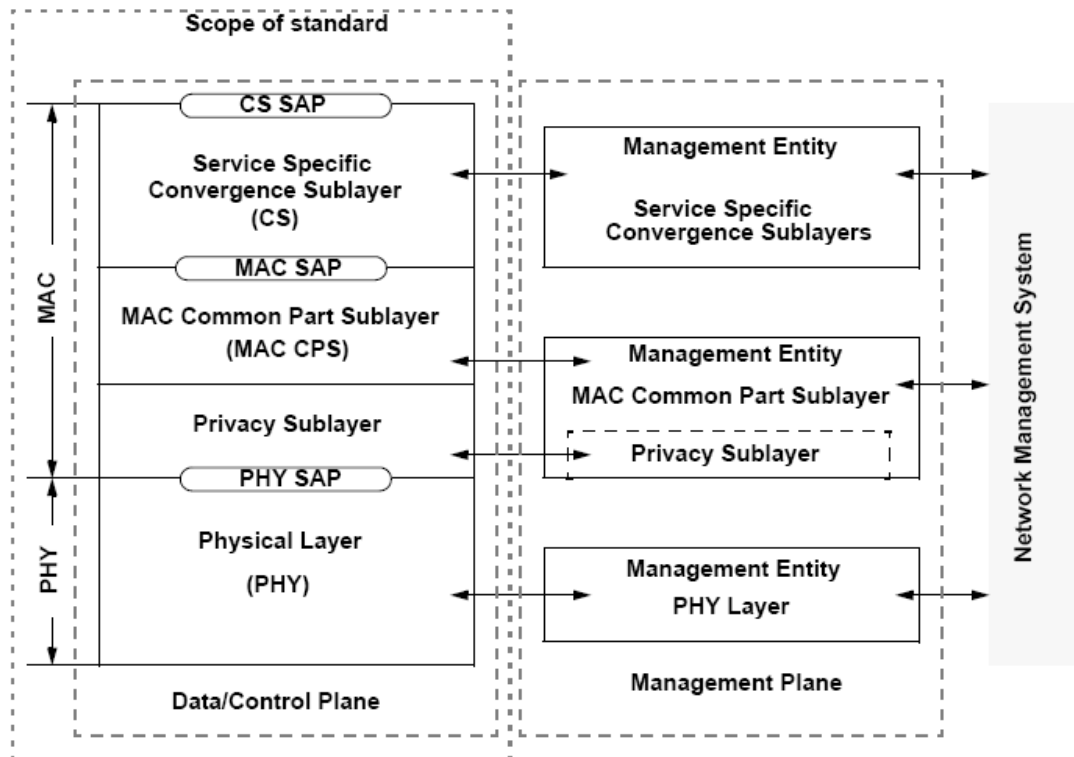 Scope of standard
CS SAP
Service Specific
Convergence Sublayer
(CS)
MAC SAP
MAC Common Part Sublayer
(MAC CPS)
Privacy Sublayer
PHY SAP
Physical Layer
(PHY)
Data/Control Plane
MAC
PHY
Management Entity
Service Specific
Convergence Sublayers
Management Entity
MAC Common Part Sublayer
Privacy Sublayer
Management Entity
PHY Layer
Management Plane
Network Management System